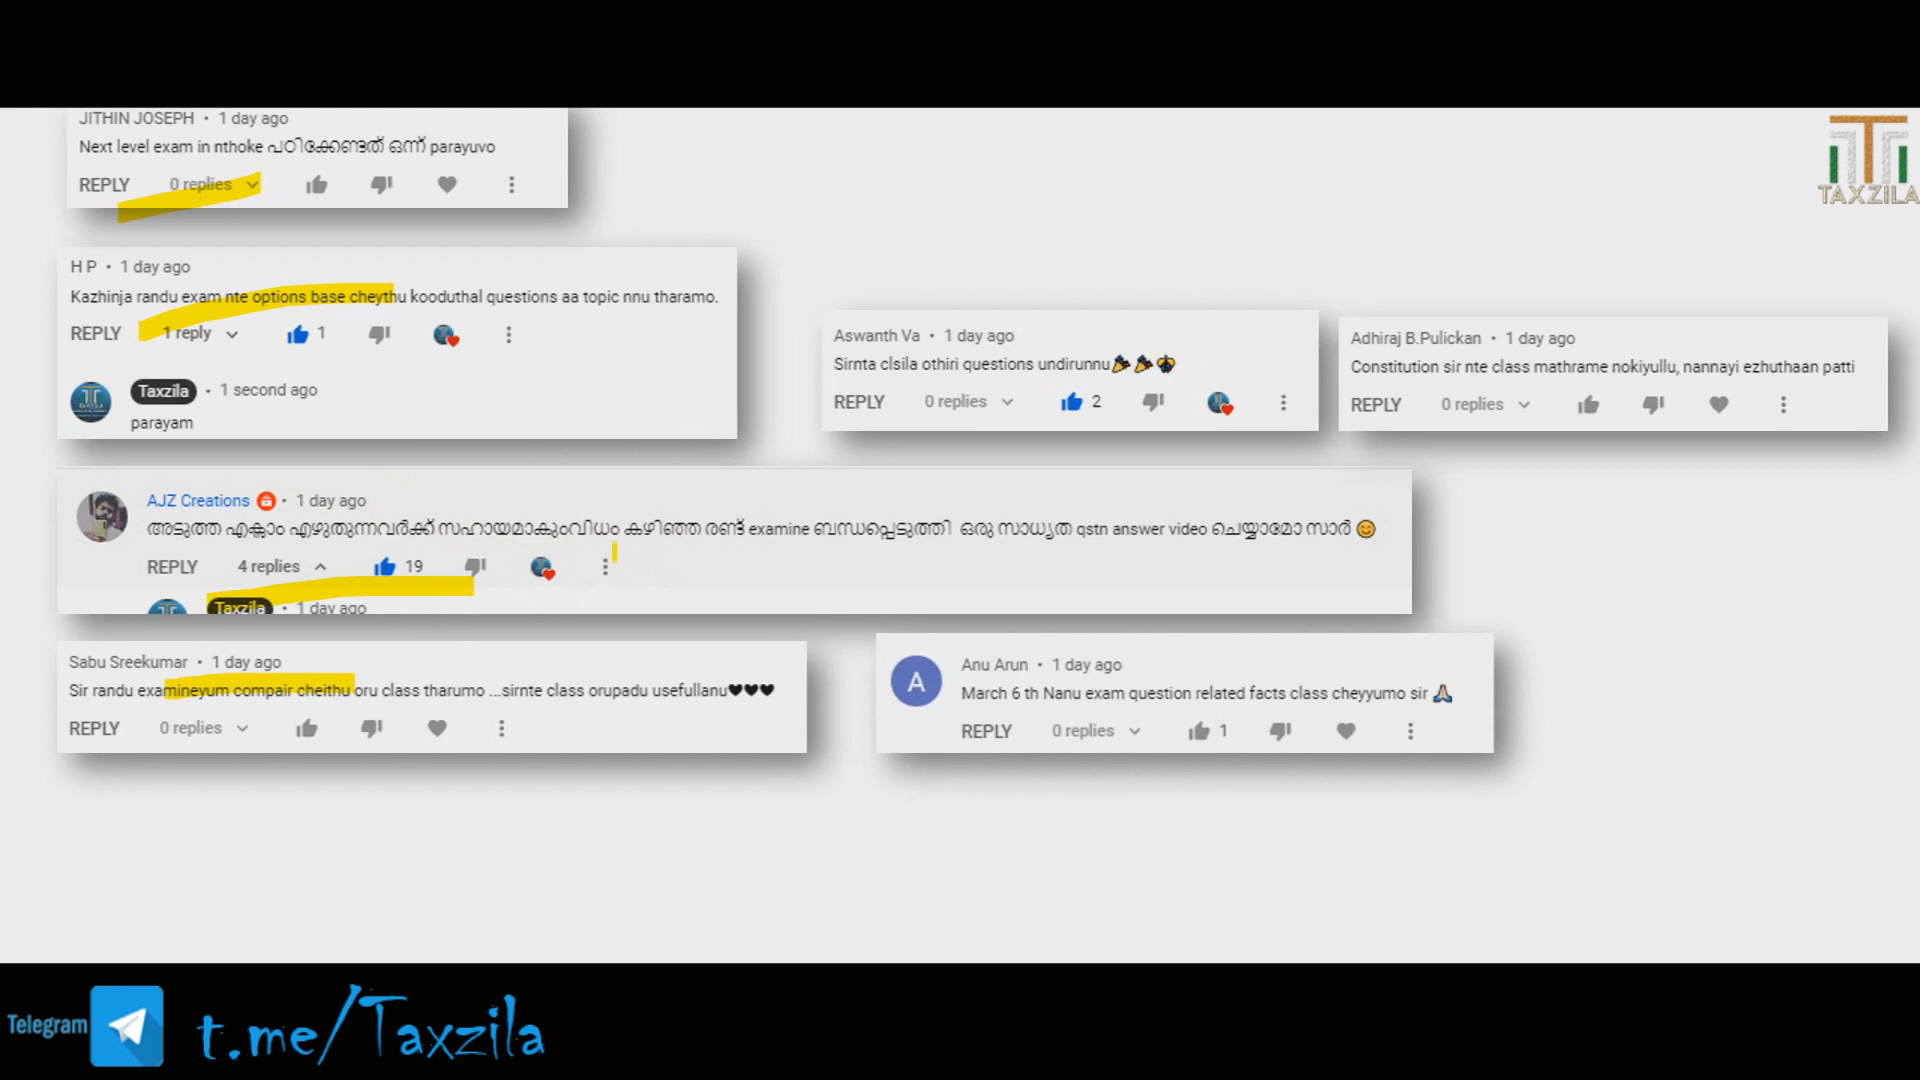 JITHIN JOSEPH • 1 day ago
Next level exam in nthoke പഠിക്കേണ്ടത് ഒന്ന് parayuvo
REPLY 0 replies
TAXZILA
H P • 1 day ago
Kazhinja randu exam nte options base cheythu kooduthal questions aa topic nnu tharamo.
REPLY 1 reply 1
Taxzila • 1 second ago
parayam
Aswanth Va • 1 day ago
Sirnta clsila othiri questions undirunnu🎉🎉
REPLY 0 replies 2
Adhiraj B.Pulickan • 1 day ago
Constitution sir nte class mathrame nokiyullu, nannayi ezhuthaan patti
REPLY 0 replies
AJZ Creations • 1 day ago
അടുത്ത എക്സാം എഴുതുന്നവർക്ക് സഹായമാകുംവിധം കഴിഞ്ഞ രണ്ട് examine ബന്ധപ്പെടുത്തി ഒരു സാധ്യത qstn answer video ചെയ്യാമോ സാർ 😊
REPLY 4 replies 19
Taxzila • 1 day ago
Sabu Sreekumar • 1 day ago
Sir randu examineyum compair cheithu oru class tharumo ...sirnte class orupadu usefullanu🖤🖤🖤
REPLY 0 replies
A
Anu Arun • 1 day ago
March 6 th Nanu exam question related facts class cheyyumo sir 🙏
REPLY 0 replies 1
Telegram t.me/Taxzila